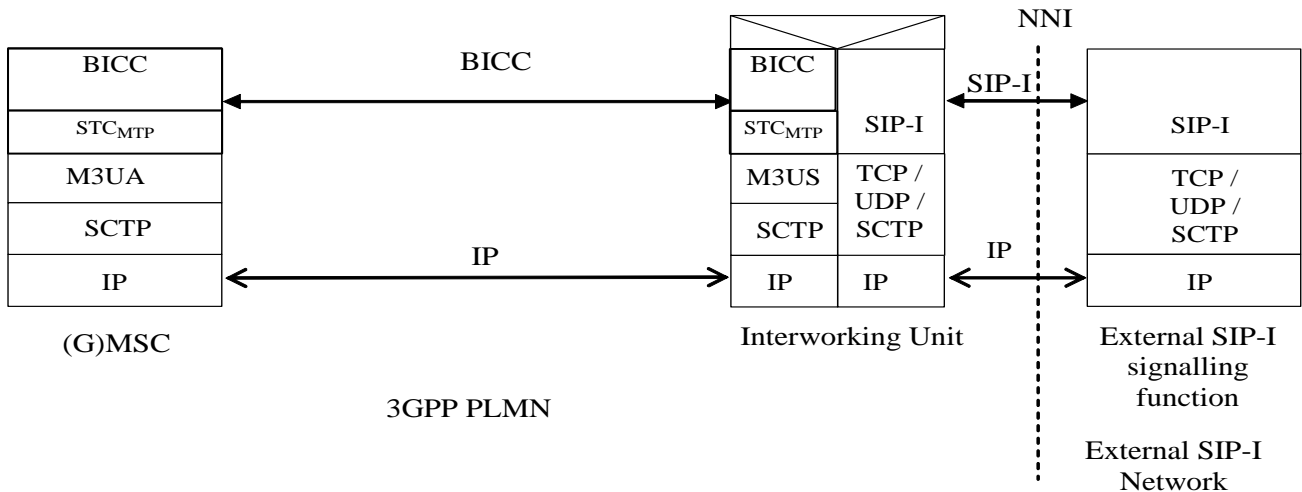 NNI
BICC
STCMTP
M3UA
SCTP
IP
(G)MSC
BICC
IP
3GPP PLMN
BICC
STCMTP
M3US
SCTP
IP
SIP-I
TCP /
UDP /
SCTP
IP
Interworking Unit
SIP-I
IP
SIP-I
TCP /
UDP /
SCTP
IP
External SIP-I
signalling
function
External SIP-I
Network